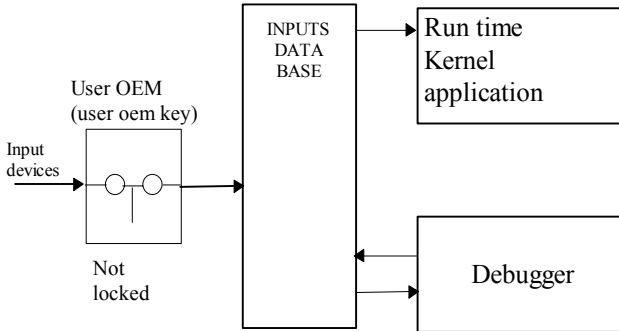 INPUTS
DATA
BASE
Run time
Kernel
application
User OEM
(user oem key)
Input
devices
Not
locked
Debugger